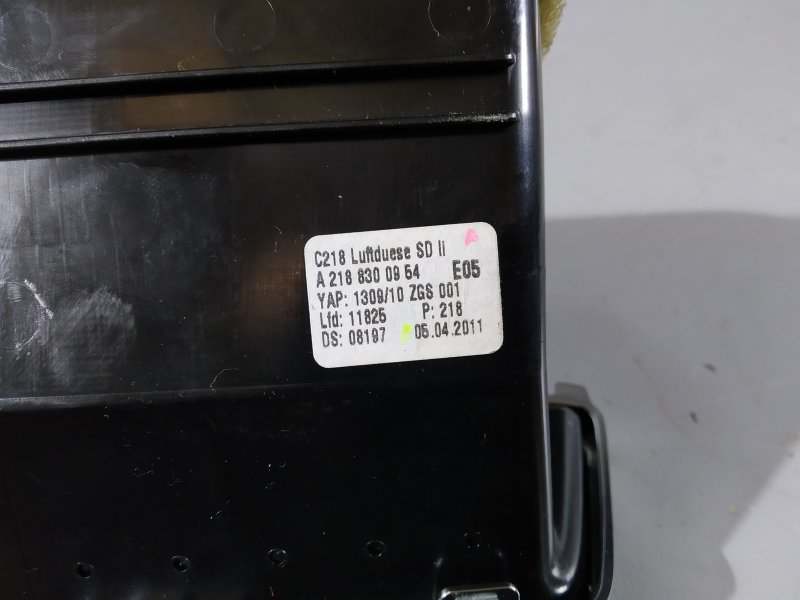 C218 Luftduese SD li
A 218 830 09 54 E05
YAP: 1309/10 ZGS 001
Lfd: 11825 P: 218
DS: 08197 05.04.2011